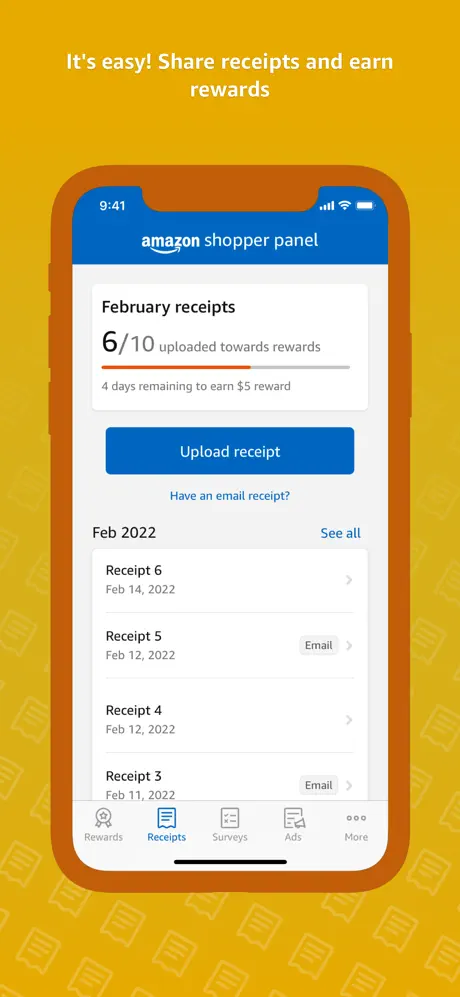 It's easy! Share receipts and earn
rewards
9:41
amazon shopper panel
February receipts
6/10 uploaded towards rewards
4 days remaining to earn $5 reward
Upload receipt
Have an email receipt?
Feb 2022
See all
Receipt 6
Feb 14, 2022
Receipt 5
Email
Feb 12, 2022
Receipt 4
Feb 12, 2022
Receipt 3
Email
Feb 11, 2022
Rewards
Receipts
Surveys
Ads
More